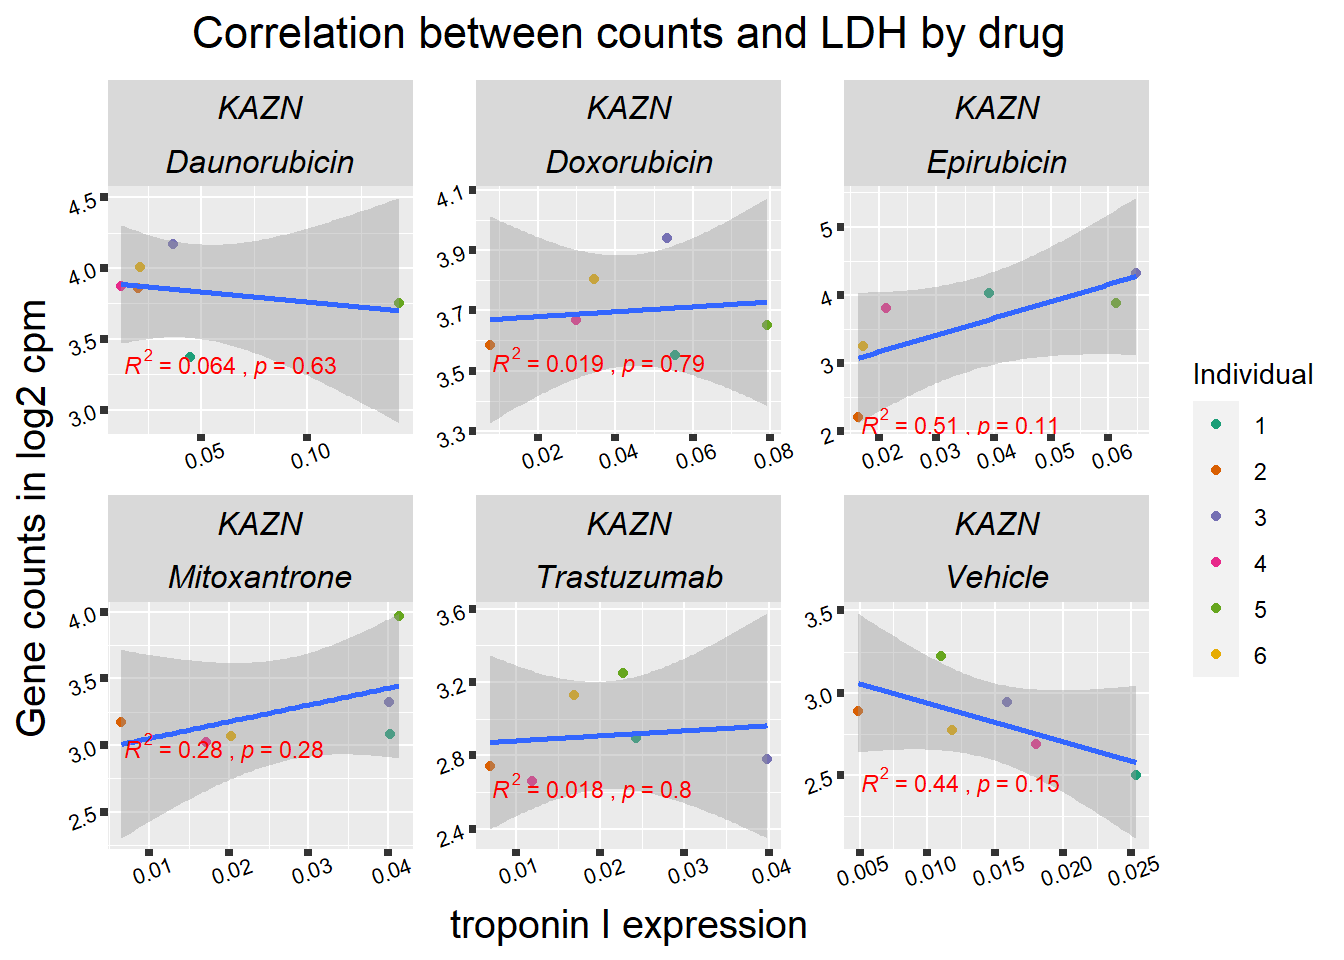 Correlation between counts and LDH by drug
KAZN
Daunorubicin
KAZN
Doxorubicin
KAZN
Epirubicin
4.5
4.0
3.5
3.0
R² = 0.064 , p = 0.63
0.05
0.10
4.1
3.9
3.7
3.5
3.3
R² = 0.019 , p = 0.79
0.02
0.04
0.06
0.08
5
4
3
2
R² = 0.51 , p = 0.11
0.02
0.03
0.04
0.05
0.06
KAZN
Mitoxantrone
KAZN
Trastuzumab
KAZN
Vehicle
4.0
3.5
3.0
2.5
R² = 0.28 , p = 0.28
0.01
0.02
0.03
0.04
3.6
3.2
2.8
2.4
R² = 0.018 , p = 0.8
0.01
0.02
0.03
0.04
3.5
3.0
2.5
R² = 0.44 , p = 0.15
0.005
0.010
0.015
0.020
0.025
Gene counts in log2 cpm
troponin I expression
Individual
1
2
3
4
5
6